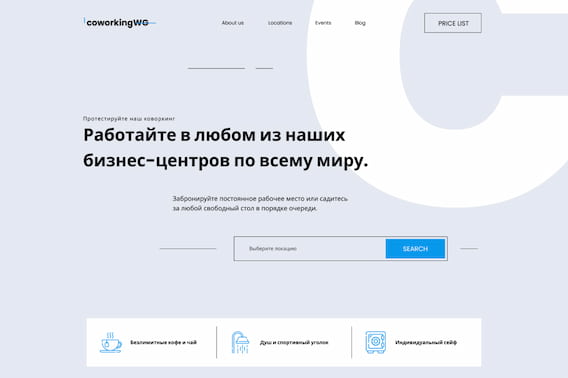 coworkingWG
About us
Locations
Events
Blog
PRICE LIST
Протестируйте наш коворкинг
Работайте в любом из наших
бизнес-центров по всему миру.
Забронируйте постоянное рабочее место или садитесь
за любой свободный стол в порядке очереди.
Выберите локацию
SEARCH
Безлимитные кофе и чай
Душ и спортивный уголок
Индивидуальный сейф